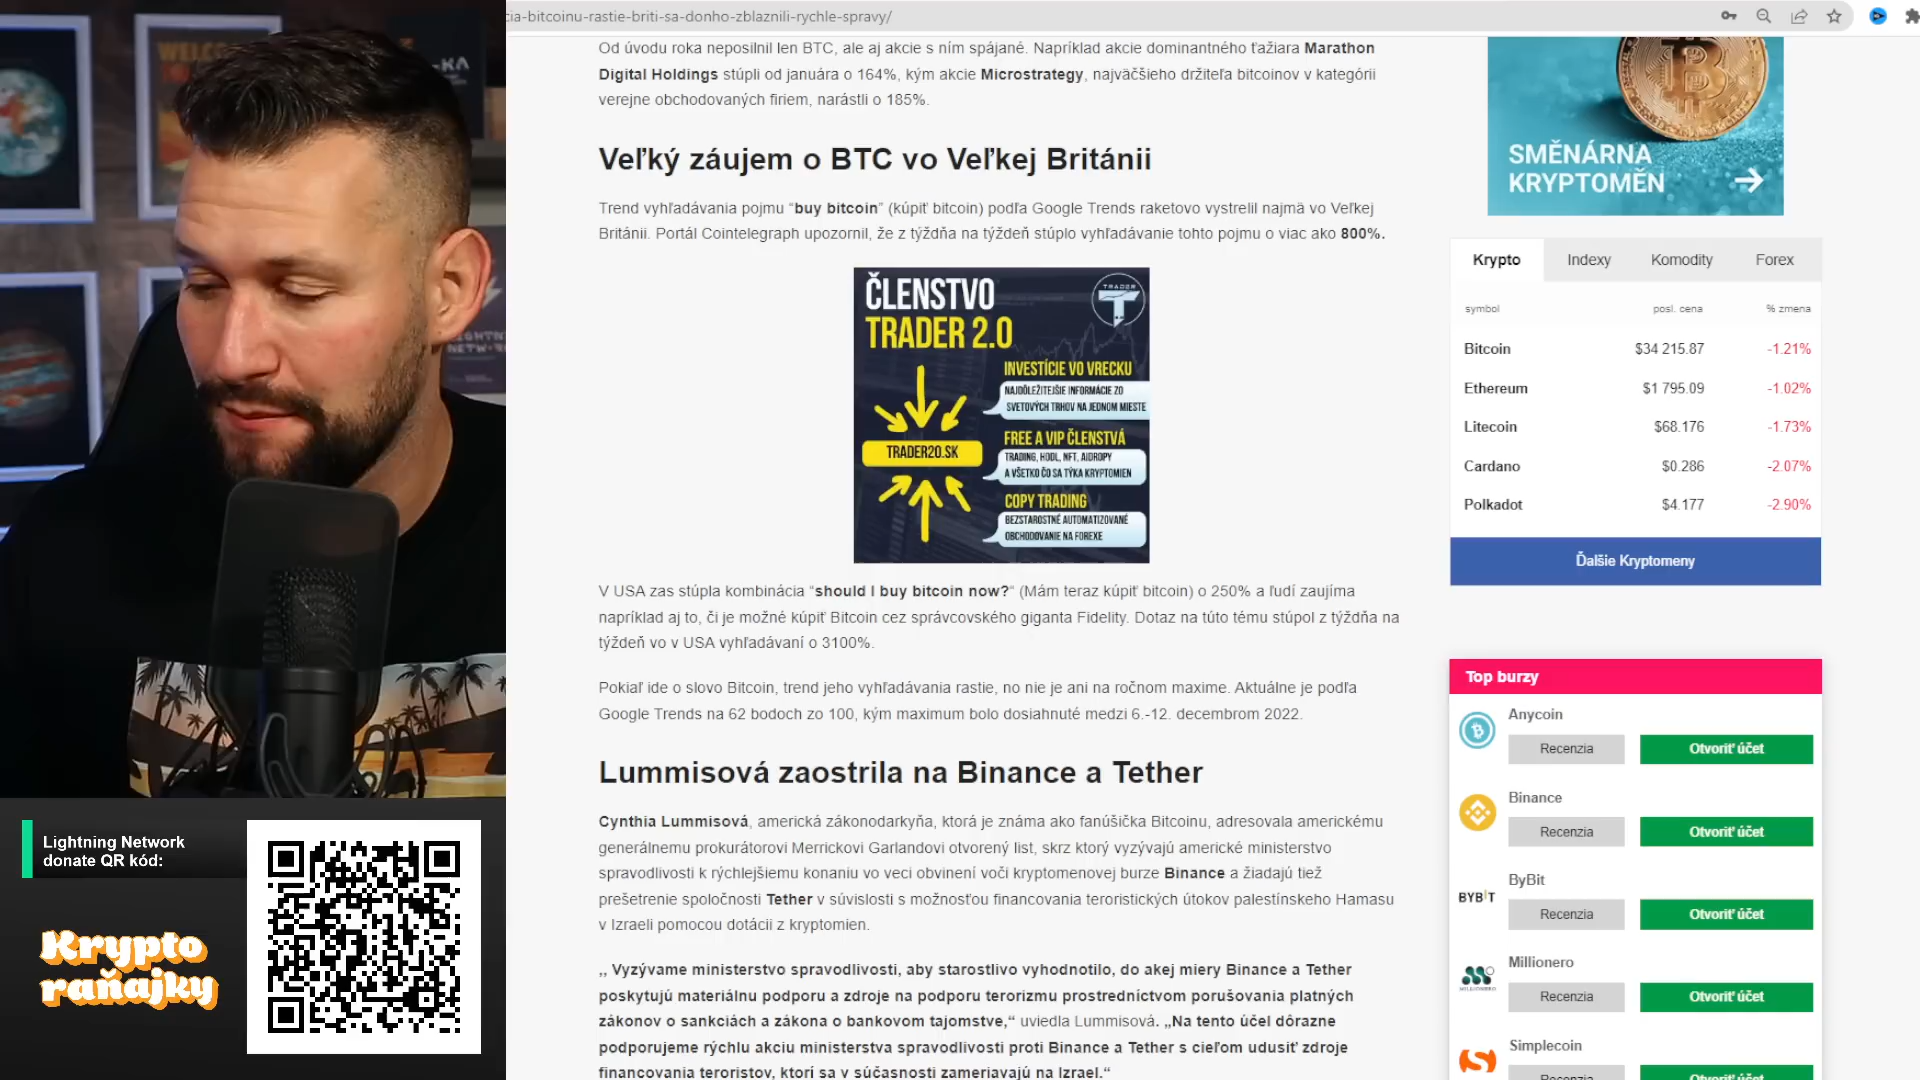 cia-bitcoinu-rastie-briti-sa-donho-zblaznili-rychle-spravy/
Od úvodu roka neposilnil len BTC, ale aj akcie s ním spájané. Napríklad akcie dominantného ťažiara Marathon
Digital Holdings stúpli od januára o 164%, kým akcie Microstrategy, najväčšieho držiteľa bitcoinov v kategórii
verejne obchodovaných firiem, narástli o 185%.
Veľký záujem o BTC vo Veľkej Británii
Trend vyhľadávania pojmu “buy bitcoin” (kúpiť bitcoin) podľa Google Trends raketovo vystrelil najmä vo Veľkej
Británii. Portál Cointelegraph upozornil, že z týždňa na týždeň stúplo vyhľadávanie tohto pojmu o viac ako 800%.
ČLENSTVO
TRADER 2.0
TRADER
INVESTÍCIE VO VRECKU
NAJDÔLEŽITEJŠIE INFORMÁCIE ZO
SVETOVÝCH TRHOV NA JEDNOM MIESTE
FREE A VIP ČLENSTVÁ
TRADING, HODL, NFT, AIDROPY
A VŠETKO ČO SA TÝKA KRYPTOMIEN
TRADER20.SK
COPY TRADING
BEZSTAROSTNÉ AUTOMATIZOVANÉ
OBCHODOVANIE NA FOREXE
V USA zas stúpla kombinácia “should I buy bitcoin now?“ (Mám teraz kúpiť bitcoin) o 250% a ľudí zaujíma
napríklad aj to, či je možné kúpiť Bitcoin cez správcovského giganta Fidelity. Dotaz na túto tému stúpol z týždňa na
týždeň vo v USA vyhľadávaní o 3100%.
Pokiaľ ide o slovo Bitcoin, trend jeho vyhľadávania rastie, no nie je ani na ročnom maxime. Aktuálne je podľa
Google Trends na 62 bodoch zo 100, kým maximum bolo dosiahnuté medzi 6.-12. decembrom 2022.
Lummisová zaostrila na Binance a Tether
Cynthia Lummisová, americká zákonodarkyňa, ktorá je známa ako fanúšička Bitcoinu, adresovala americkému
generálnemu prokurátorovi Merrickovi Garlandovi otvorený list, skrz ktorý vyzývajú americké ministerstvo
spravodlivosti k rýchlejšiemu konaniu vo veci obvinení voči kryptomenovej burze Binance a žiadajú tiež
prešetrenie spoločnosti Tether v súvislosti s možnosťou financovania teroristických útokov palestínskeho Hamasu
v Izraeli pomocou dotácii z kryptomien.
,, Vyzývame ministerstvo spravodlivosti, aby starostlivo vyhodnotilo, do akej miery Binance a Tether
poskytujú materiálnu podporu a zdroje na podporu terorizmu prostredníctvom porušovania platných
zákonov o sankciách a zákona o bankovom tajomstve,“ uviedla Lummisová. „Na tento účel dôrazne
podporujeme rýchlu akciu ministerstva spravodlivosti proti Binance a Tether s cieľom udusiť zdroje
financovania teroristov, ktorí sa v súčasnosti zameriavajú na Izrael.“
SMĚNÁRNA
KRYPTOMĚN
Krypto Indexy Komodity Forex
symbol posl. cena % zmena
Bitcoin $34 215.87 -1.21%
Ethereum $1 795.09 -1.02%
Litecoin $68.176 -1.73%
Cardano $0.286 -2.07%
Polkadot $4.177 -2.90%
Ďalšie Kryptomeny
Top burzy
Anycoin
Recenzia Otvoriť účet
Binance
Recenzia Otvoriť účet
ByBit
BYBIT
Recenzia Otvoriť účet
Millionero
Recenzia Otvoriť účet
Simplecoin
Recenzia Otvoriť účet
Lightning Network
donate QR kód:
Krypto
raňajky